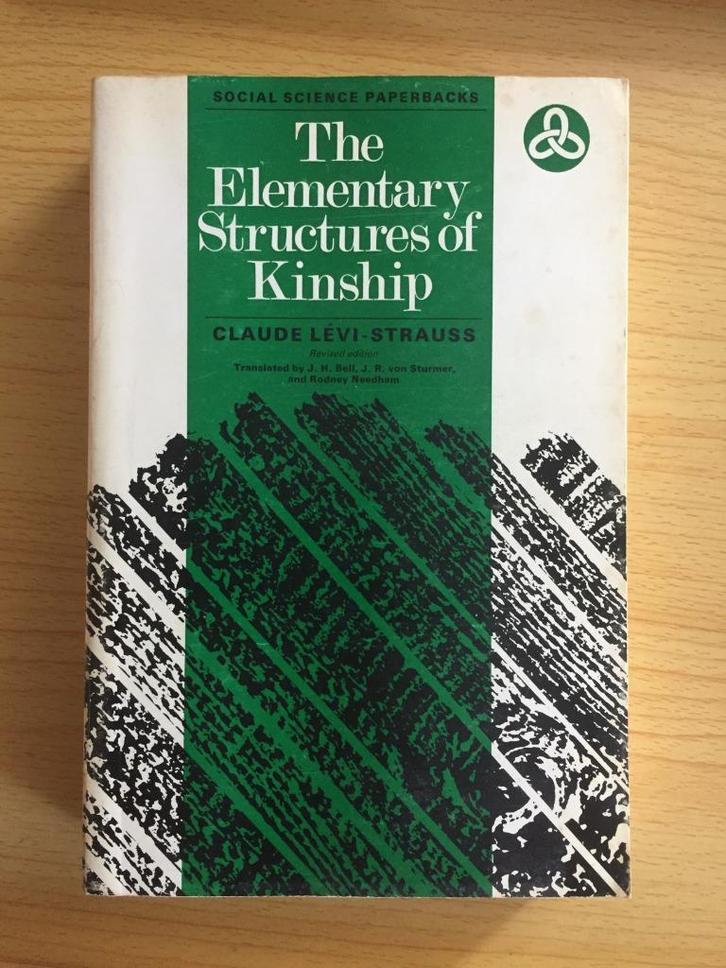 SOCIAL SCIENCE PAPERBACKS
The
Elementary
Structures of
Kinship
CLAUDE LÉVI-STRAUSS
Revised edition
Translated by J. H. Bell, J. R. von Sturmer,
and Rodney Needham